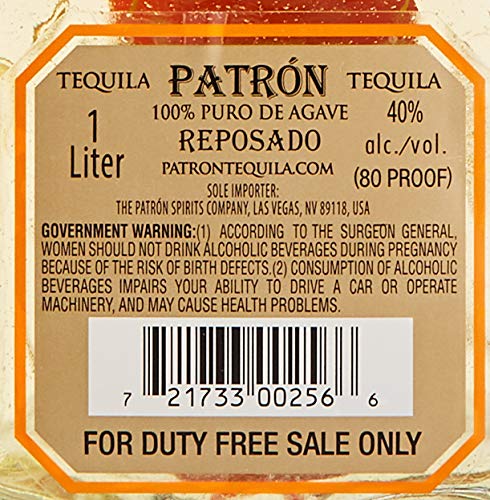 TEQUILA PATRÓN TEQUILA
100% PURO DE AGAVE
1 Liter
REPOSADO
40% alc./vol.
PATRONTEQUILA.COM
(80 PROOF)
SOLE IMPORTER:
THE PATRÓN SPIRITS COMPANY, LAS VEGAS, NV 89118, USA
GOVERNMENT WARNING:(1) ACCORDING TO THE SURGEON GENERAL,
WOMEN SHOULD NOT DRINK ALCOHOLIC BEVERAGES DURING PREGNANCY
BECAUSE OF THE RISK OF BIRTH DEFECTS.(2) CONSUMPTION OF ALCOHOLIC
BEVERAGES IMPAIRS YOUR ABILITY TO DRIVE A CAR OR OPERATE
MACHINERY, AND MAY CAUSE HEALTH PROBLEMS.
7 21733 00256 6
FOR DUTY FREE SALE ONLY